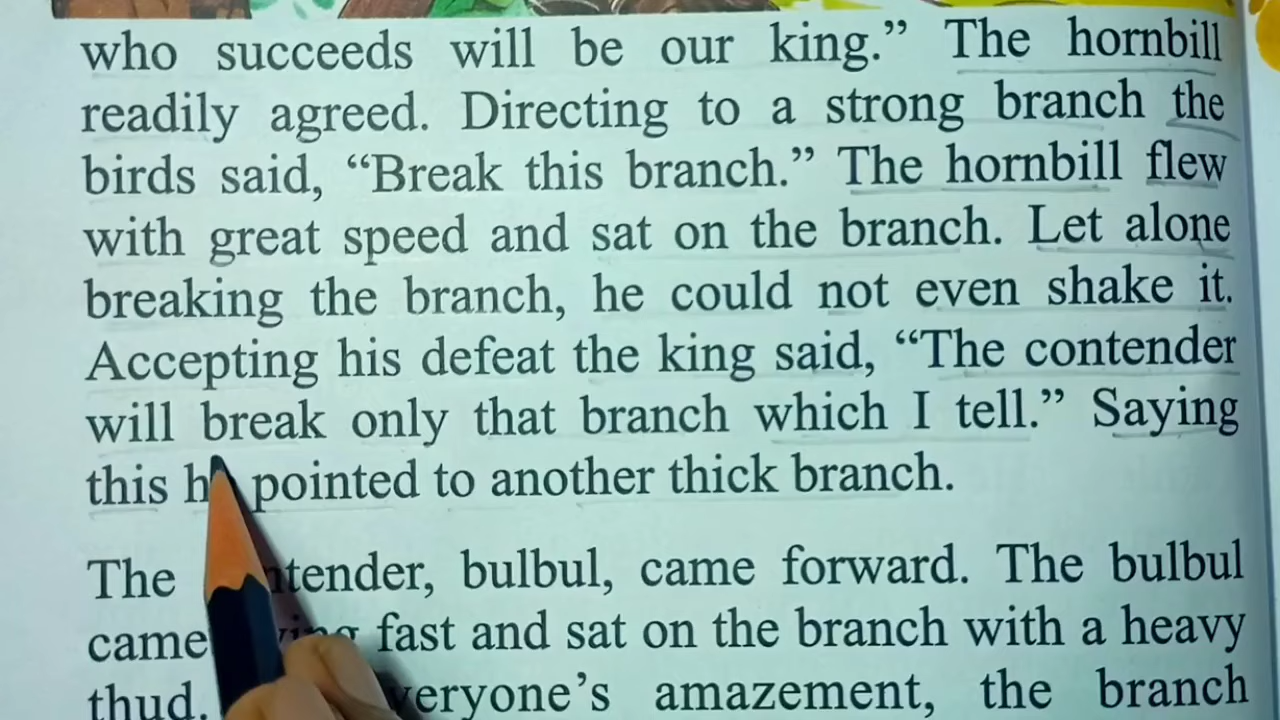 who succeeds will be our king.” The hornbill
readily agreed. Directing to a strong branch the
birds said, “Break this branch.” The hornbill flew
with great speed and sat on the branch. Let alone
breaking the branch, he could not even shake it.
Accepting his defeat the king said, “The contender
will break only that branch which I tell.” Saying
this pointed to another thick branch.
The bulbul, came forward. The bulbul
came fast and sat on the branch with a heavy
thud. amazement, the branch